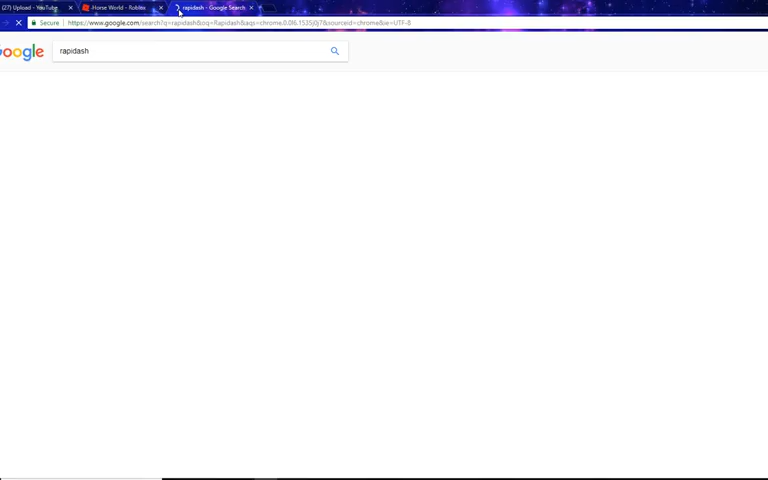 (27) Upload - YouTube
-Horse World - Roblox
rapidash - Google Search
Secure
https://www.google.com/search?q=rapidash&oq=Rapidash&aqs=chrome.0.0l6.1535j0j7&sourceid=chrome&ie=UTF-8
oogle
rapidash